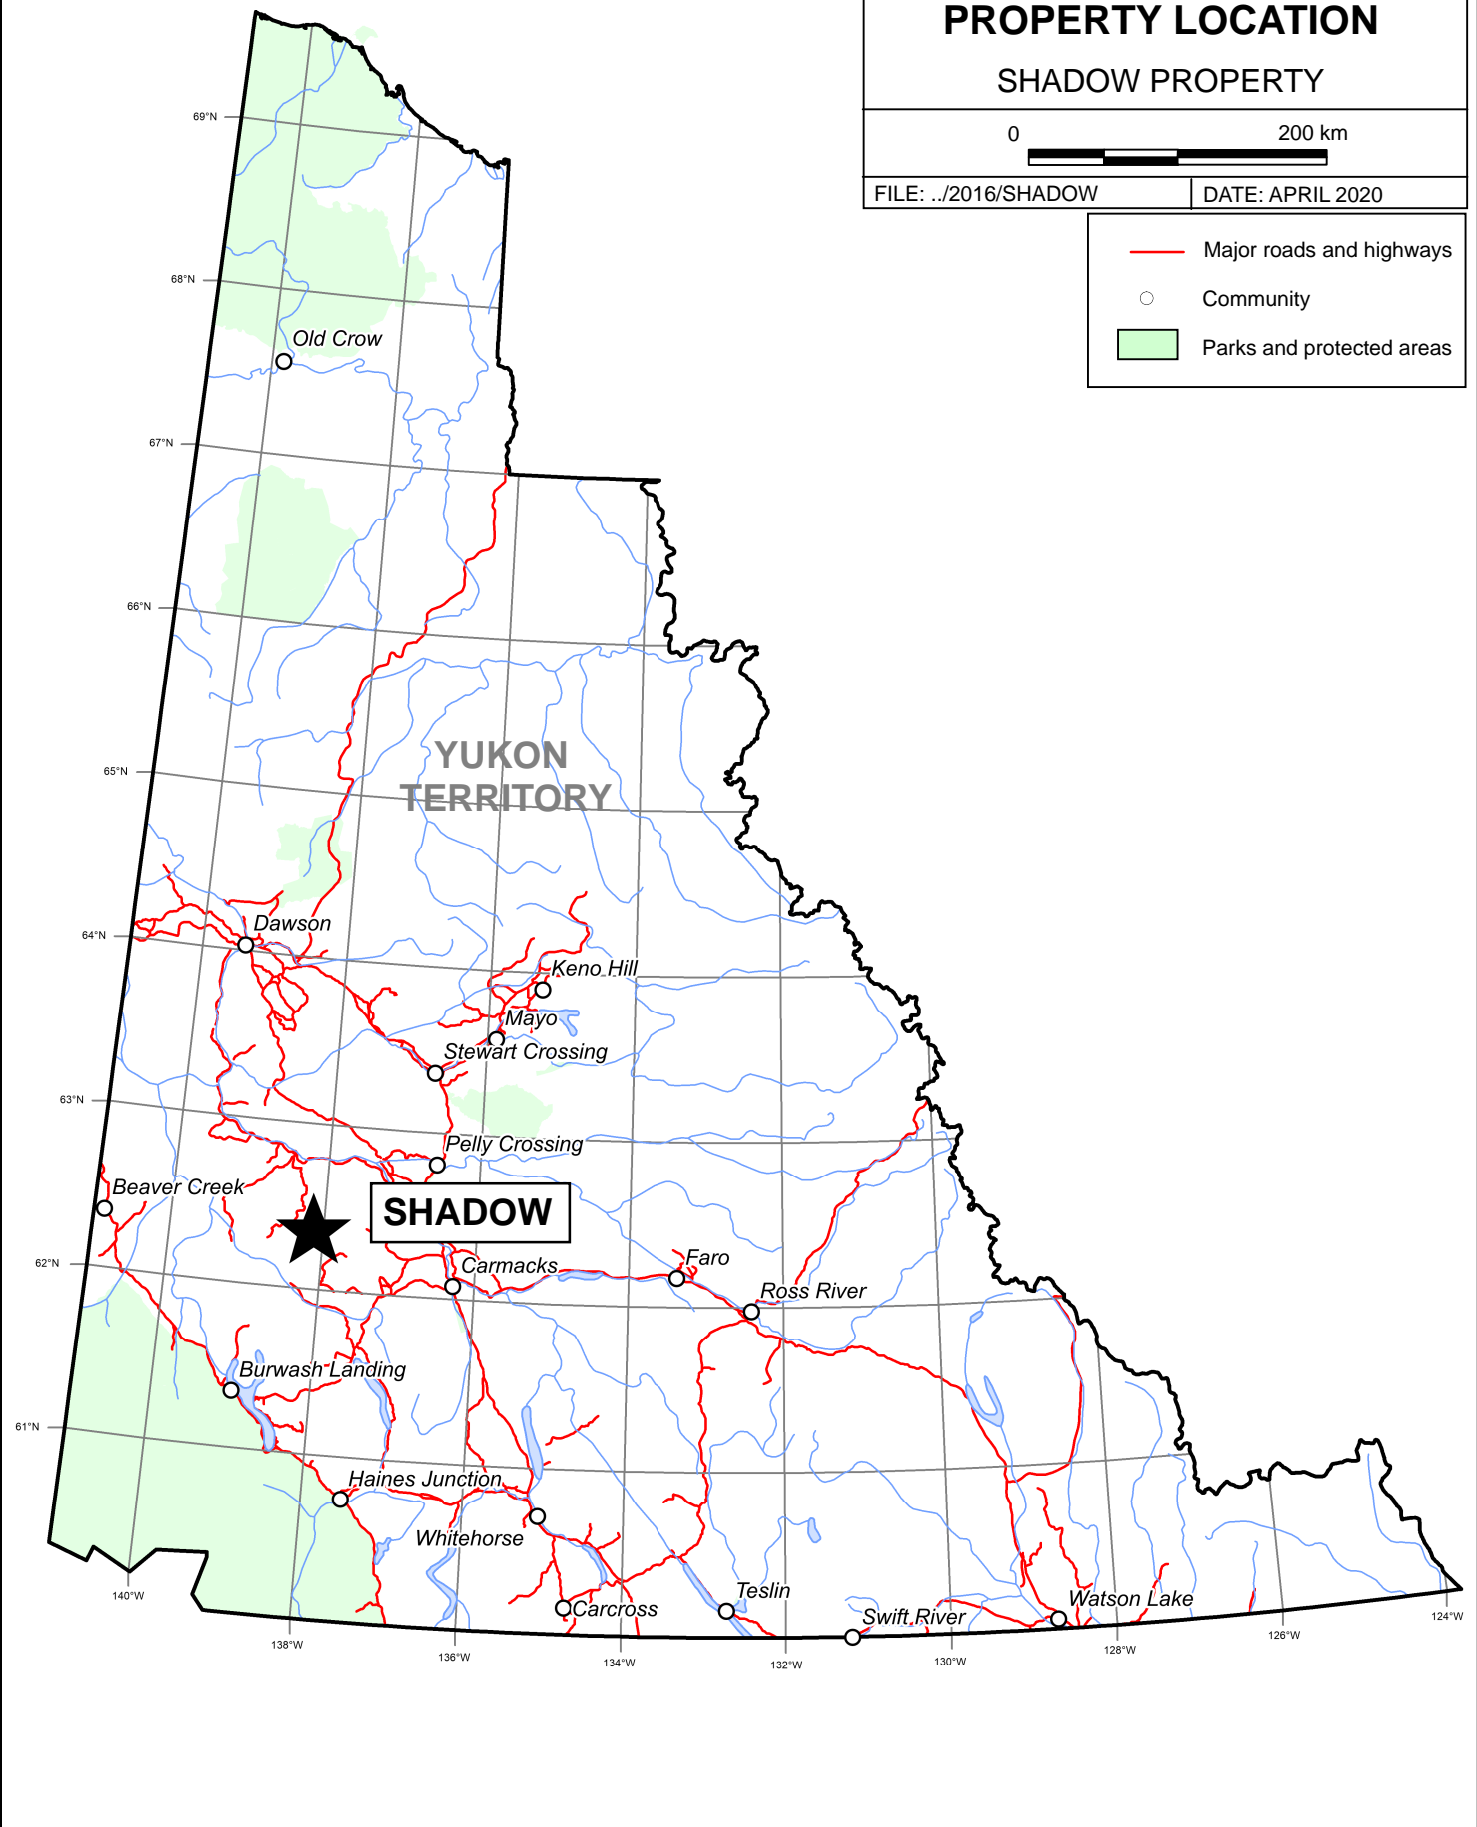 PROPERTY LOCATION
SHADOW PROPERTY
0 200 km
FILE: ../2016/SHADOW DATE: APRIL 2020
Major roads and highways
Community
Parks and protected areas
69°N
68°N
Old Crow
67°N
66°N
YUKON
TERRITORY
65°N
Dawson
64°N
Keno Hill
Mayo
Stewart Crossing
63°N
Pelly Crossing
Beaver Creek
SHADOW
62°N
Carmacks
Faro
Ross River
Burwash Landing
61°N
Haines Junction
Whitehorse
Teslin
Carcross
Swift River
Watson Lake
140°W
138°W
136°W
134°W
132°W
130°W
128°W
126°W
124°W